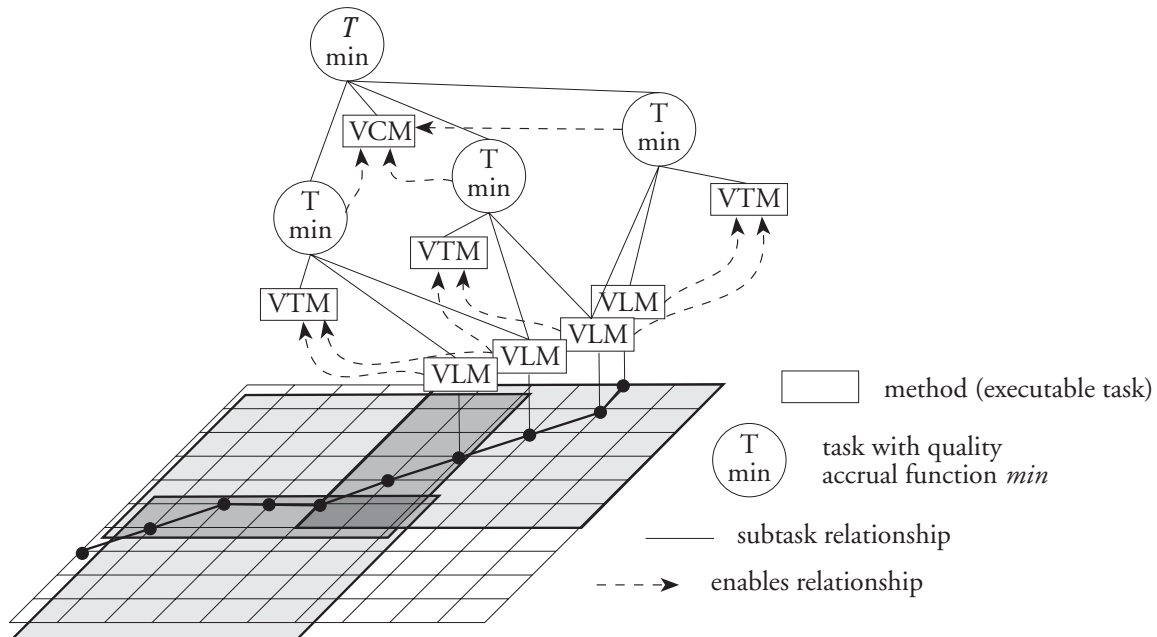 T
min
T
min
VCM
T
min
VTM
T
min
VTM
VTM
VLM
VLM
VLM
VLM
method (executable task)
T
min
task with quality
accrual function min
subtask relationship
enables relationship